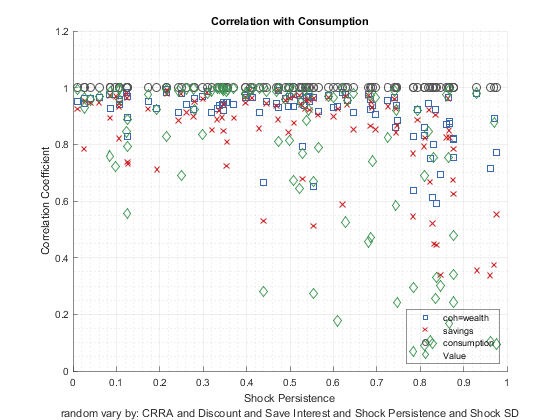 Correlation with Consumption
1.2
1
0.8
0.6
0.4
0.2
0
Correlation Coefficient
coh=wealth
savings
consumption
Value
0 0.1 0.2 0.3 0.4 0.5 0.6 0.7 0.8 0.9 1
Shock Persistence
random vary by: CRRA and Discount and Save Interest and Shock Persistence and Shock SD